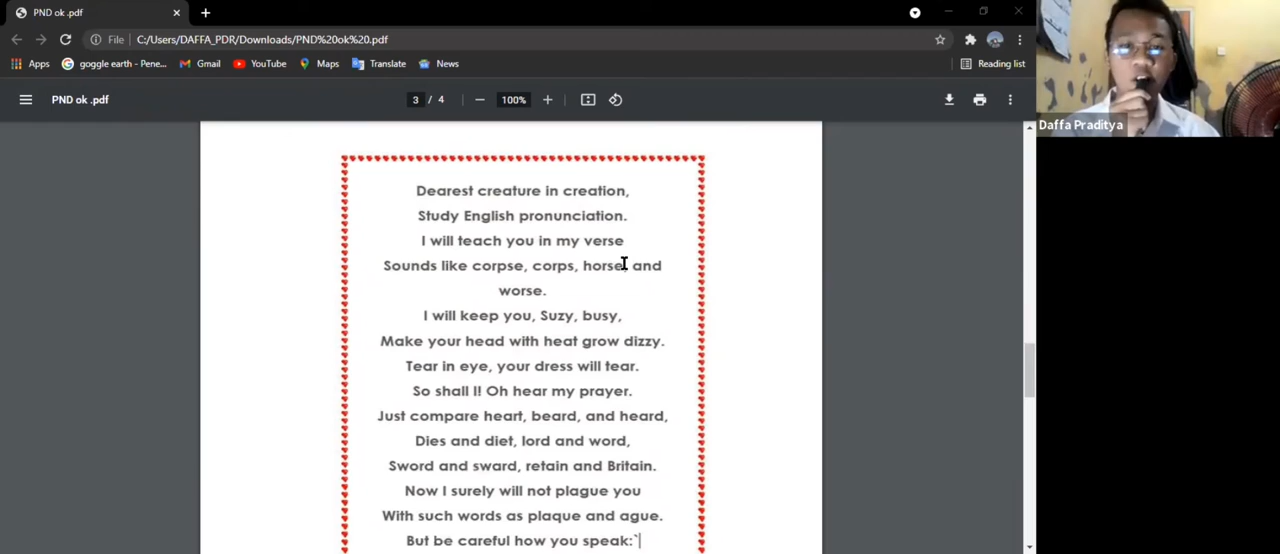 PND ok .pdf
File
C:/Users/DAFFA_PDR/Downloads/PND%20ok%20.pdf
Apps
goggle earth - Pene...
Gmail
YouTube
Maps
Translate
News
Reading list
PND ok .pdf
3 / 4
100%
Daffa Praditya
Dearest creature in creation,
Study English pronunciation.
I will teach you in my verse
Sounds like corpse, corps, horse, and
worse.
I will keep you, Suzy, busy,
Make your head with heat grow dizzy.
Tear in eye, your dress will tear.
So shall I! Oh hear my prayer.
Just compare heart, beard, and heard,
Dies and diet, lord and word,
Sword and sward, retain and Britain.
Now I surely will not plague you
With such words as plaque and ague.
But be careful how you speak:`